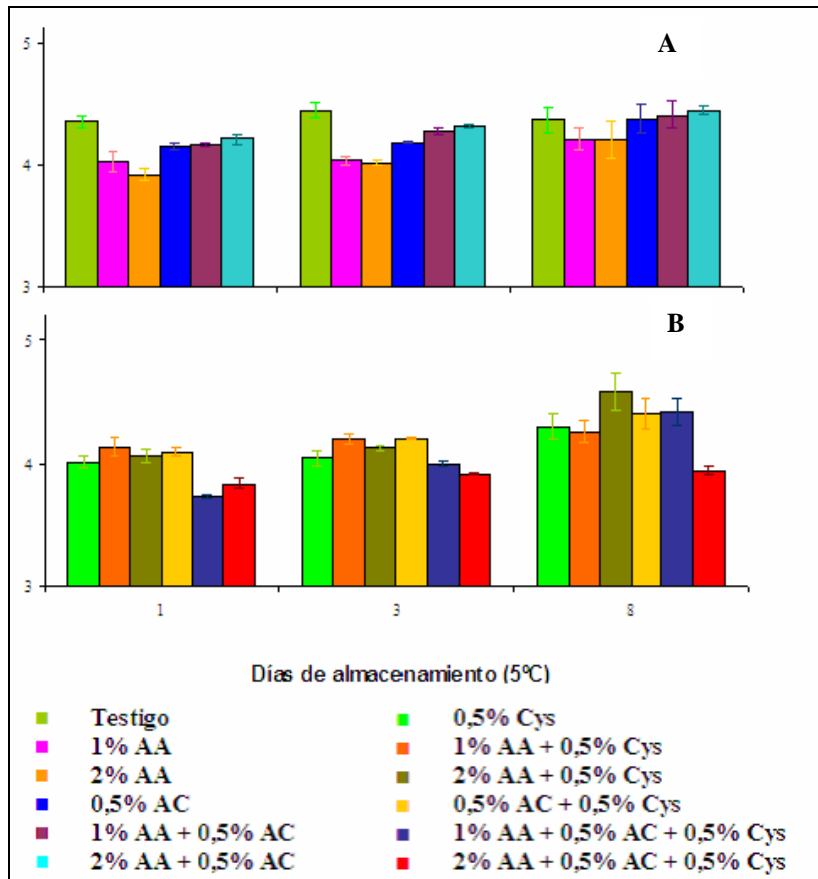 A
5
4
3
B
5
4
3
1 3 8
Días de almacenamiento (5ºC)
Testigo
1% AA
2% AA
0,5% AC
1% AA + 0,5% AC
2% AA + 0,5% AC
0,5% Cys
1% AA + 0,5% Cys
2% AA + 0,5% Cys
0,5% AC + 0,5% Cys
1% AA + 0,5% AC + 0,5% Cys
2% AA + 0,5% AC + 0,5% Cys